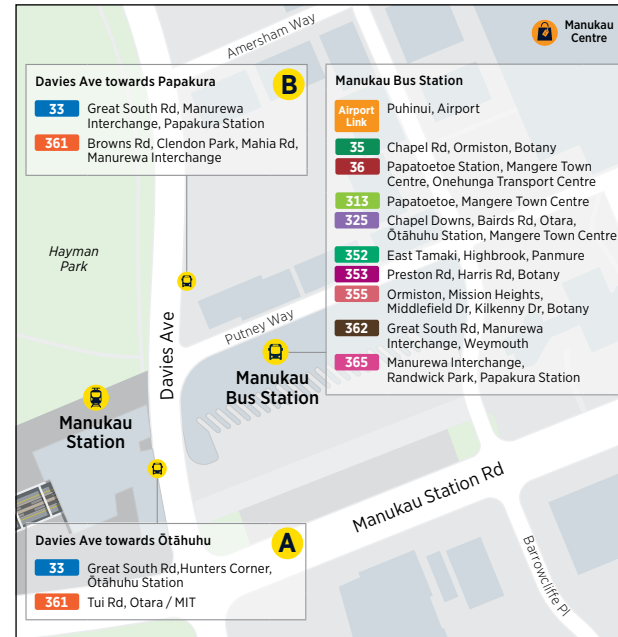 Amersham Way
Manukau
Centre
Davies Ave towards Papakura
B
33 Great South Rd, Manurewa
Interchange, Papakura Station
361 Browns Rd, Clendon Park, Mahia Rd,
Manurewa Interchange
Manukau Bus Station
Airport
Link
Puhinui, Airport
35 Chapel Rd, Ormiston, Botany
36 Papatoetoe Station, Mangere Town
Centre, Onehunga Transport Centre
313 Papatoetoe, Mangere Town Centre
325 Chapel Downs, Bairds Rd, Otara,
Ōtāhuhu Station, Mangere Town Centre
352 East Tamaki, Highbrook, Panmure
353 Preston Rd, Harris Rd, Botany
355 Ormiston, Mission Heights,
Middlefield Dr, Kilkenny Dr, Botany
362 Great South Rd, Manurewa
Interchange, Weymouth
365 Manurewa Interchange,
Randwick Park, Papakura Station
Hayman
Park
Davies Ave
Putney Way
Manukau
Bus Station
Manukau
Station
Manukau Station Rd
Barrowcliffe Pl
Davies Ave towards Ōtāhuhu
A
33 Great South Rd,Hunters Corner,
Ōtāhuhu Station
361 Tui Rd, Otara / MIT